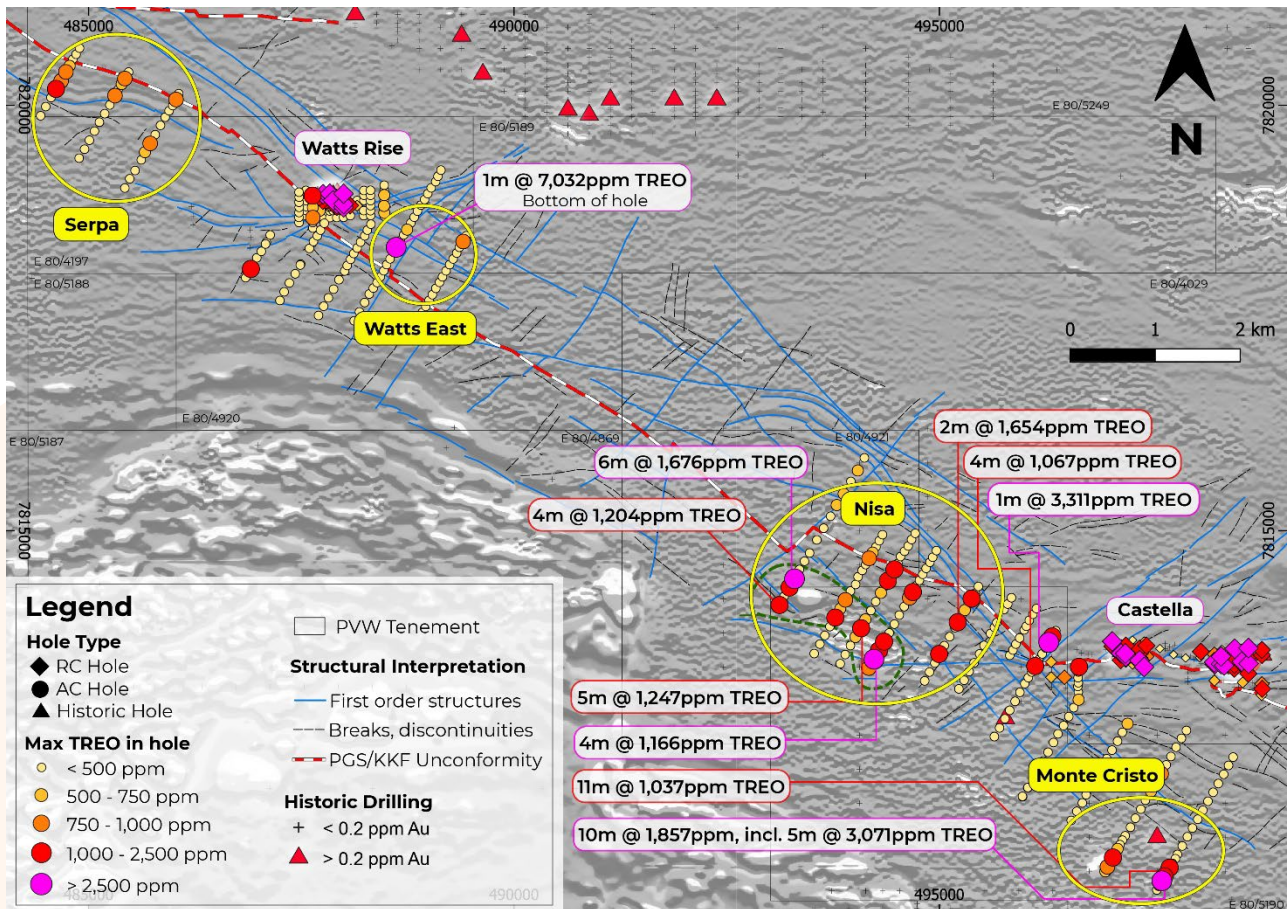 485000
490000
495000
7820000
7820000
E 80/5249
E 80/5189
N
Watts Rise
1m @ 7,032ppm TREO
Bottom of hole
Serpa
E 80/4197
E 80/5188
E 80/4029
Watts East
0 1 2 km
E 80/4920
E 80/5187
E 80/4869
E 80/4921
2m @ 1,654ppm TREO
6m @ 1,676ppm TREO
4m @ 1,067ppm TREO
1m @ 3,311ppm TREO
4m @ 1,204ppm TREO
Nisa
7815000
7815000
Castella
5m @ 1,247ppm TREO
4m @ 1,166ppm TREO
Monte Cristo
11m @ 1,037ppm TREO
10m @ 1,857ppm, incl. 5m @ 3,071ppm TREO
Legend
Hole Type
RC Hole
AC Hole
Historic Hole
Max TREO in hole
< 500 ppm
500 - 750 ppm
750 - 1,000 ppm
1,000 - 2,500 ppm
> 2,500 ppm
PVW Tenement
Structural Interpretation
First order structures
Breaks, discontinuities
PGS/KKF Unconformity
Historic Drilling
< 0.2 ppm Au
> 0.2 ppm Au
485000
490000
495000
E 80/5190